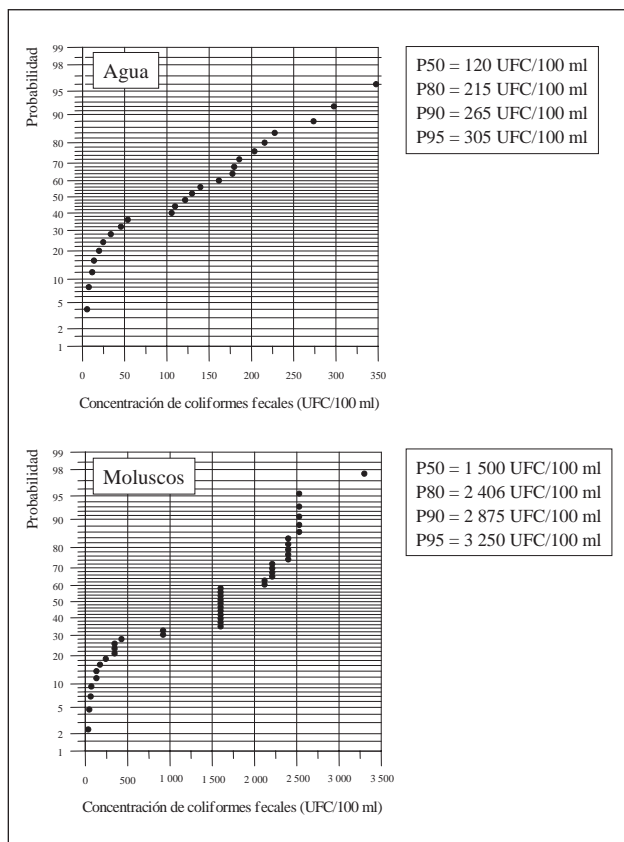 Agua
Probabilidad
99
98
95
90
80
70
60
50
40
30
20
10
5
2
1
0 50 100 150 200 250 300 350
Concentración de coliformes fecales (UFC/100 ml)
P50 = 120 UFC/100 ml
P80 = 215 UFC/100 ml
P90 = 265 UFC/100 ml
P95 = 305 UFC/100 ml
Moluscos
Probabilidad
99
98
95
90
80
70
60
50
40
30
20
10
5
2
1
0 500 1 000 1 500 2 000 2 500 3 000 3 500
Concentración de coliformes fecales (UFC/100 ml)
P50 = 1 500 UFC/100 ml
P80 = 2 406 UFC/100 ml
P90 = 2 875 UFC/100 ml
P95 = 3 250 UFC/100 ml